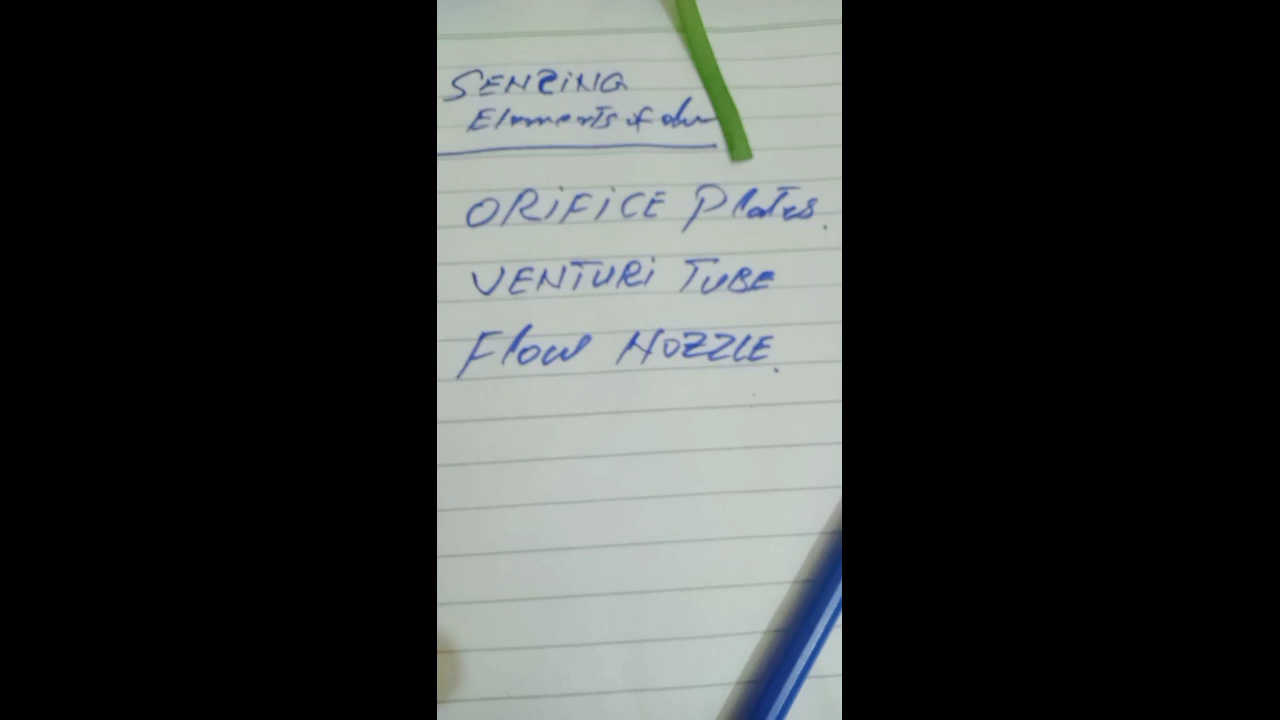 SENSING
Elements of
ORiFiCE Plates.
VENTURi TUBE
Flow NOZZLE.